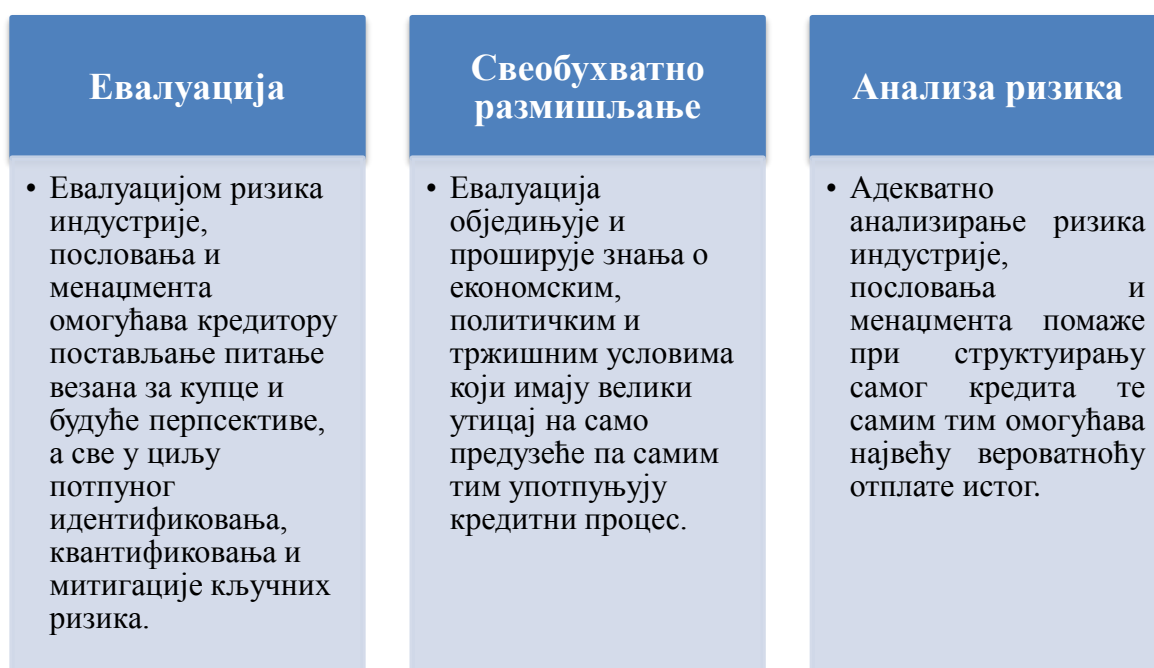 Евалуација
• Евалуацијом ризика
индустрије,
пословања и
менаџмента
омогућава кредитору
постављање питање
везана за купце и
будуће перпсективе,
а све у циљу
потпуног
идентификовања,
квантификовања и
митигације кључних
ризика.
Свеобухватно
размишљање
• Евалуација
обједињује и
проширује знања о
економским,
политичким и
тржишним условима
који имају велики
утицај на само
предузеће па самим
тим употпуњују
кредитни процес.
Анализа ризика
• Адекватно
анализирање ризика
индустрије,
пословања и
менаџмента помаже
при структуирању
самог кредита те
самим тим омогућава
највећу вероватноћу
отплате истог.